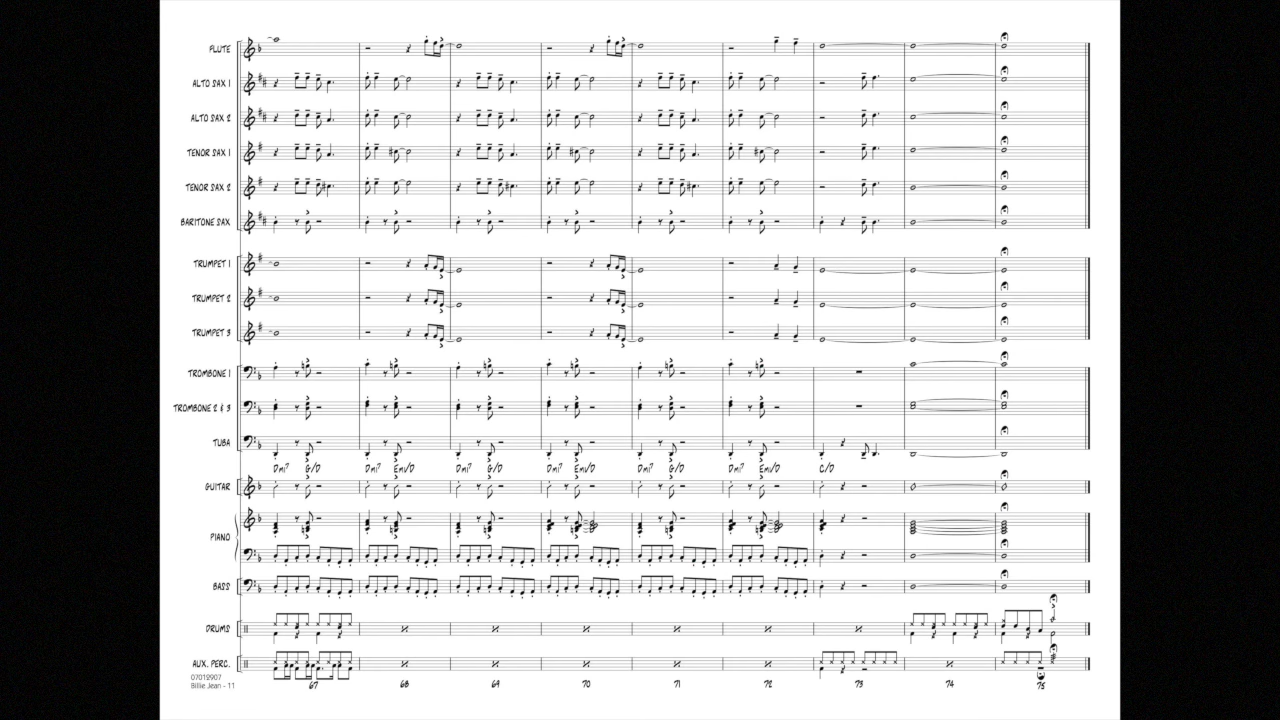 FLUTE
ALTO SAX 1
ALTO SAX 2
TENOR SAX 1
TENOR SAX 2
BARITONE SAX
TRUMPET 1
TRUMPET 2
TRUMPET 3
TROMBONE 1
TROMBONE 2 & 3
TUBA
Dmi7 G/D Dmi7 Emi/D Dmi7 G/D Dmi7 Emi/D Dmi7 G/D Dmi7 Emi/D C/D
GUITAR
PIANO
BASS
DRUMS
AUX. PERC.
07012907
Billie Jean - 11
67 68 69 70 71 72 73 74 75